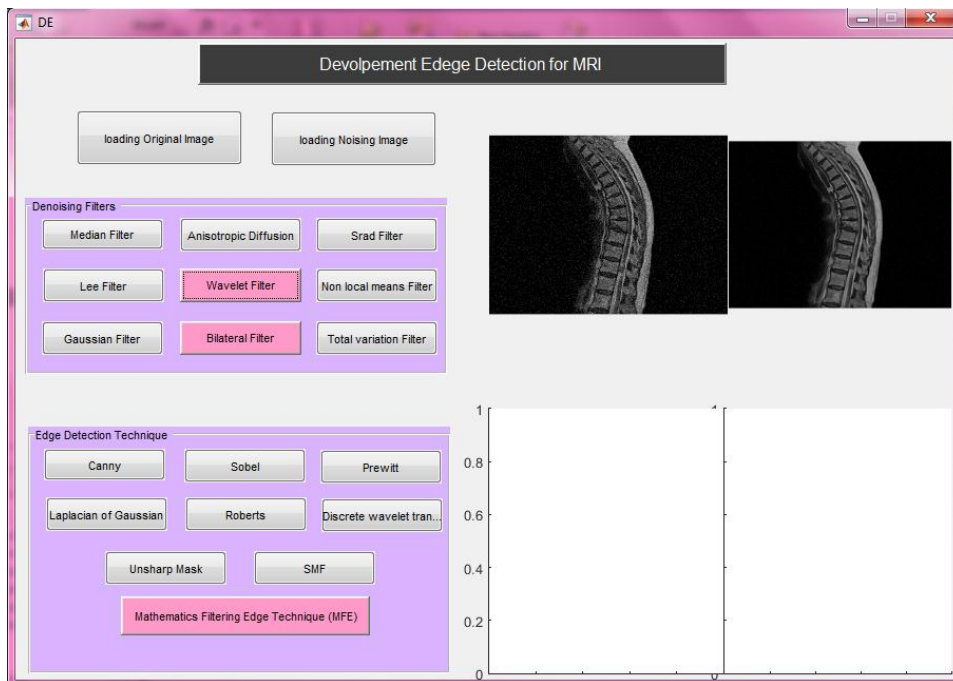 DE
Devolpement Edege Detection for MRI
loading Original Image
loading Noising Image
Denoising Filters
Median Filter
Anisotropic Diffusion
Srad Filter
Lee Filter
Wavelet Filter
Non local means Filter
Gaussian Filter
Bilateral Filter
Total variation Filter
Edge Detection Technique
Canny
Sobel
Prewitt
Laplacian of Gaussian
Roberts
Discrete wavelet tran...
Unsharp Mask
SMF
Mathematics Filtering Edge Technique (MFE)
1
0.8
0.6
0.4
0.2
0
1
0